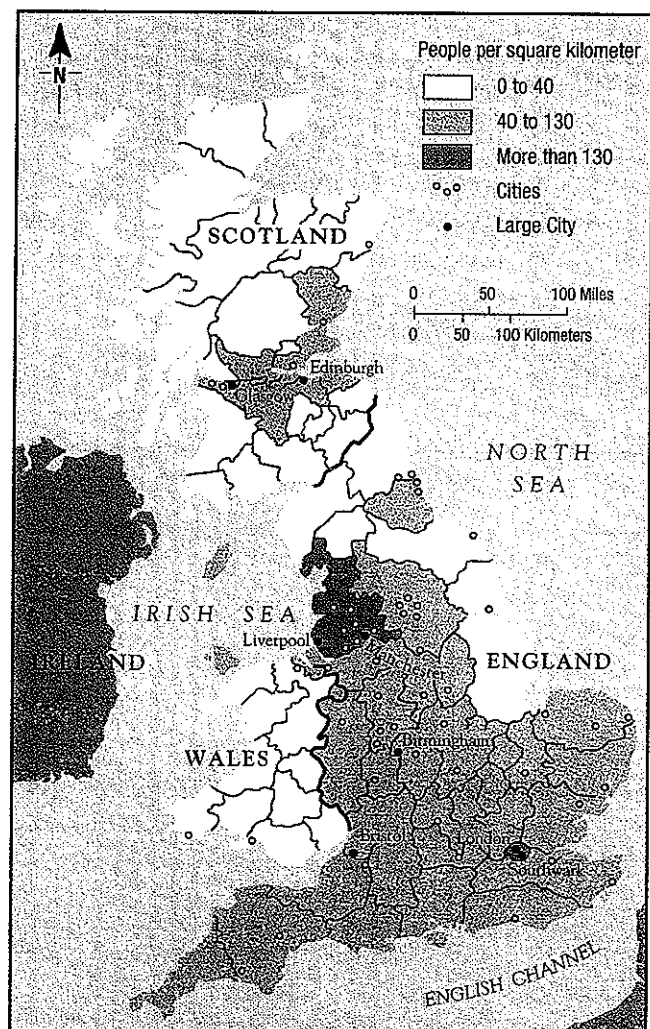 N
People per square kilometer
0 to 40
40 to 130
More than 130
Cities
Large City
0 50 100 Miles
0 50 100 Kilometers
SCOTLAND
Edinburgh
Glasgow
NORTH
SEA
IRISH SEA
Liverpool
IRELAND
ENGLAND
WALES
Birmingham
Bristol
London
Southwark
ENGLISH CHANNEL